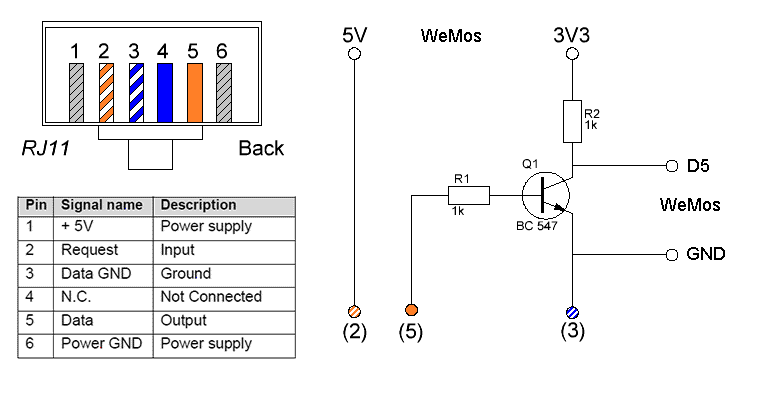 1 2 3 4 5 6
RJ11 Back
Pin Signal name Description
1 + 5V Power supply
2 Request Input
3 Data GND Ground
4 N.C. Not Connected
5 Data Output
6 Power GND Power supply
5V WeMos 3V3
R2
1k
Q1
D5
R1
1k
WeMos
BC 547
GND
(2) (5) (3)